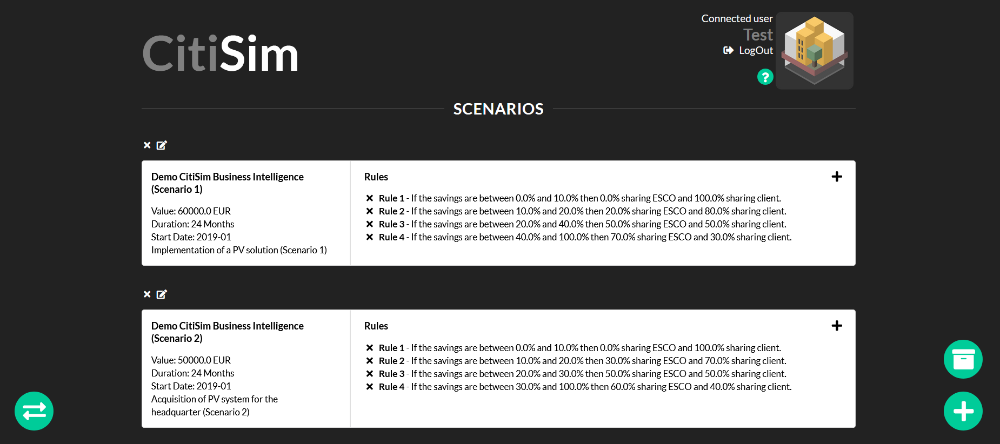 Connected user
Test
LogOut
CitiSim
?
SCENARIOS
Demo CitiSim Business Intelligence
(Scenario 1)
Value: 60000.0 EUR
Duration: 24 Months
Start Date: 2019-01
Implementation of a PV solution (Scenario 1)
Rules
Rule 1 - If the savings are between 0.0% and 10.0% then 0.0% sharing ESCO and 100.0% sharing client.
Rule 2 - If the savings are between 10.0% and 20.0% then 20.0% sharing ESCO and 80.0% sharing client.
Rule 3 - If the savings are between 20.0% and 40.0% then 50.0% sharing ESCO and 50.0% sharing client.
Rule 4 - If the savings are between 40.0% and 100.0% then 70.0% sharing ESCO and 30.0% sharing client.
Demo CitiSim Business Intelligence
(Scenario 2)
Value: 50000.0 EUR
Duration: 24 Months
Start Date: 2019-01
Acquisition of PV system for the
headquarter (Scenario 2)
Rules
Rule 1 - If the savings are between 0.0% and 10.0% then 0.0% sharing ESCO and 100.0% sharing client.
Rule 2 - If the savings are between 10.0% and 20.0% then 30.0% sharing ESCO and 70.0% sharing client.
Rule 3 - If the savings are between 20.0% and 30.0% then 50.0% sharing ESCO and 50.0% sharing client.
Rule 4 - If the savings are between 30.0% and 100.0% then 60.0% sharing ESCO and 40.0% sharing client.